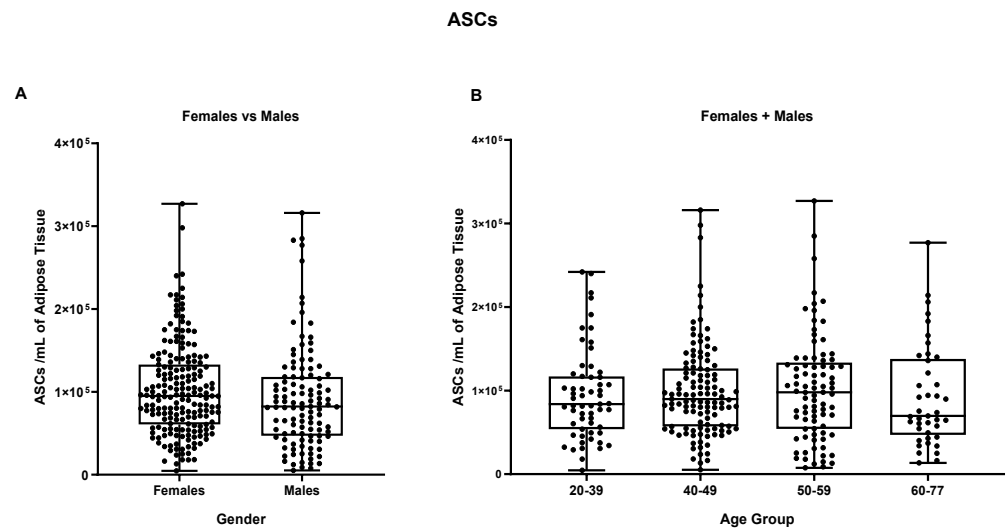 ASCs
A
Females vs Males
4×10⁵
3×10⁵
2×10⁵
1×10⁵
0
ASCs /mL of Adipose Tissue
Females Males
Gender
B
Females + Males
4×10⁵
3×10⁵
2×10⁵
1×10⁵
0
ASCs /mL of Adipose Tissue
20-39 40-49 50-59 60-77
Age Group